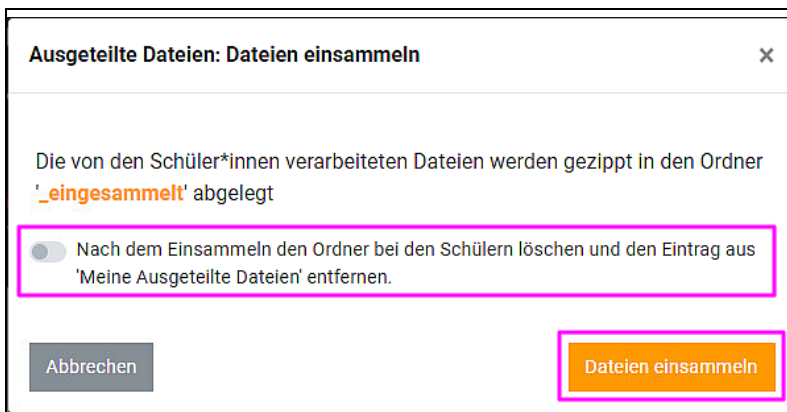 Ausgeteilte Dateien: Dateien einsammeln ×
Die von den Schüler*innen verarbeiteten Dateien werden gezippt in den Ordner
'_eingesammelt' abgelegt
Nach dem Einsammeln den Ordner bei den Schülern löschen und den Eintrag aus
'Meine Ausgeteilte Dateien' entfernen.
Abbrechen
Dateien einsammeln